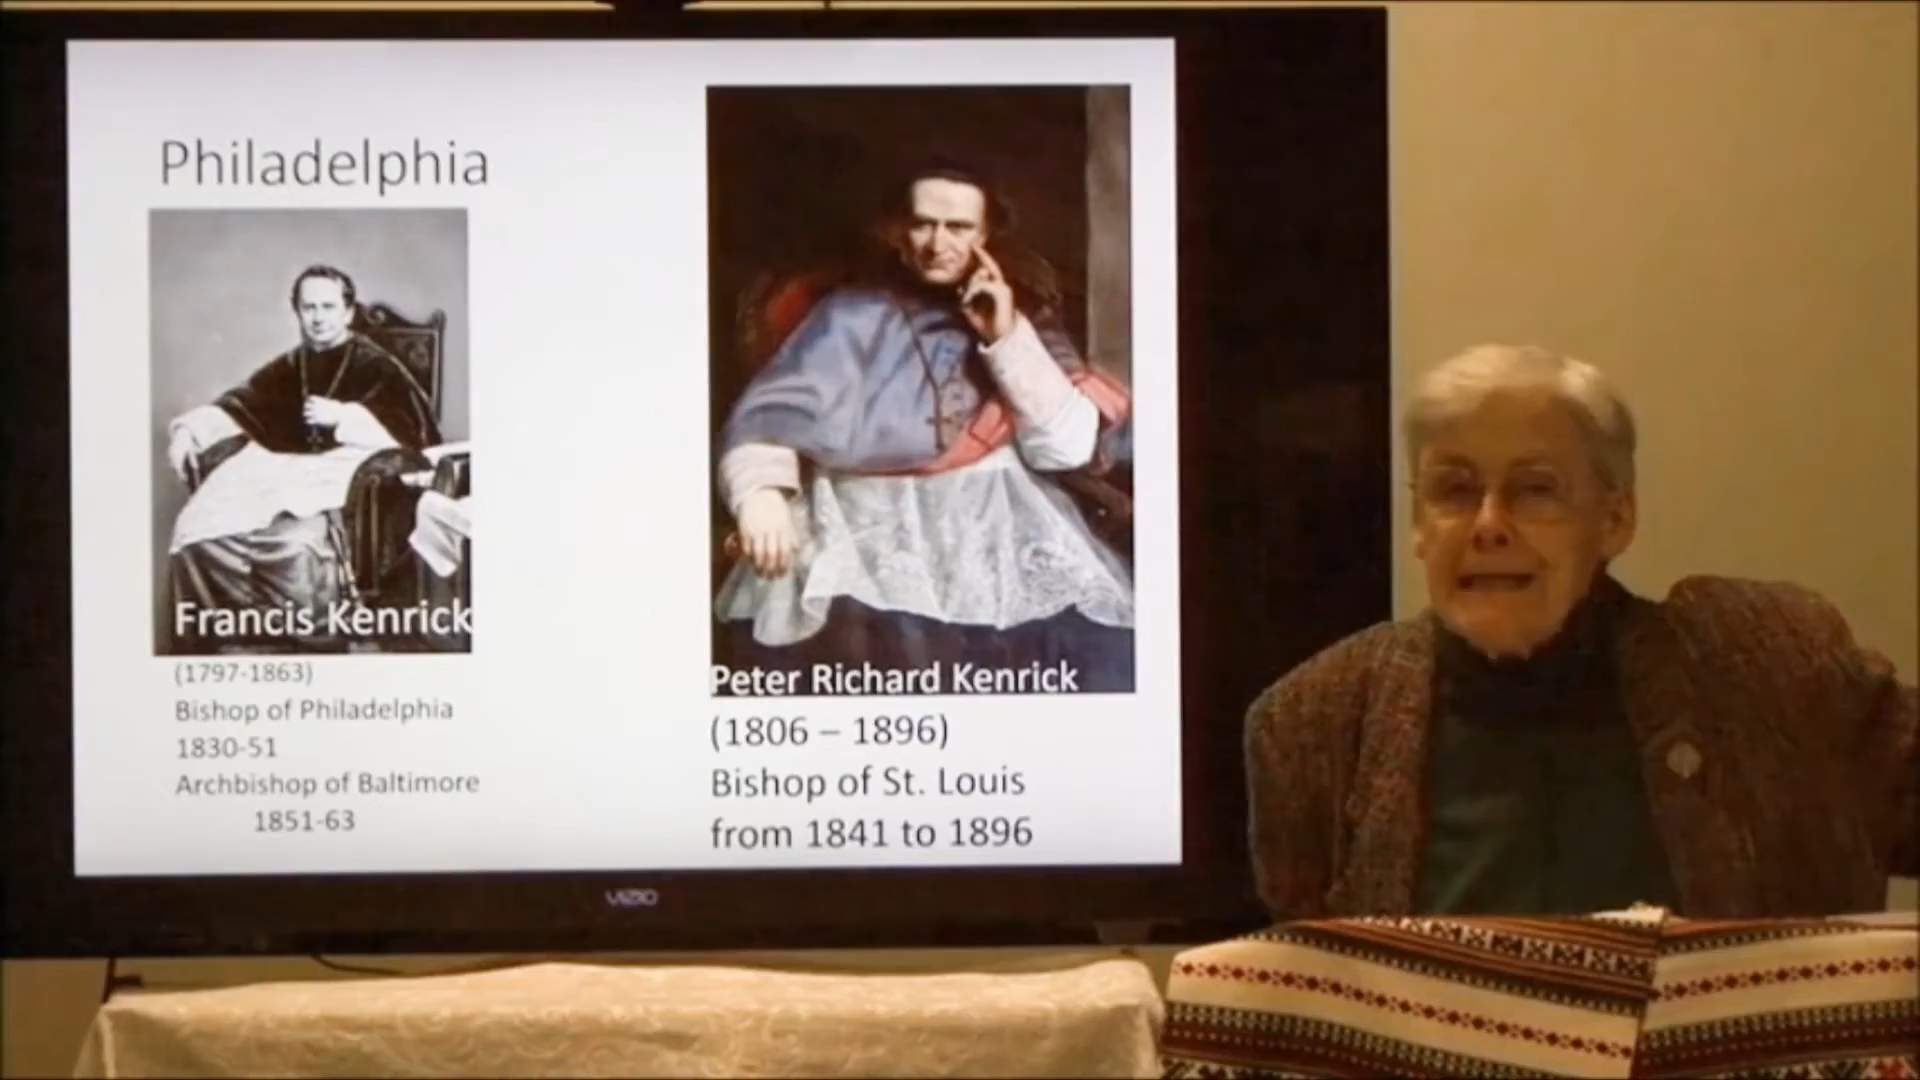 Philadelphia
Francis Kenrick
(1797-1863)
Bishop of Philadelphia
1830-51
Archbishop of Baltimore
1851-63
Peter Richard Kenrick
(1806 – 1896)
Bishop of St. Louis
from 1841 to 1896
VIZIO